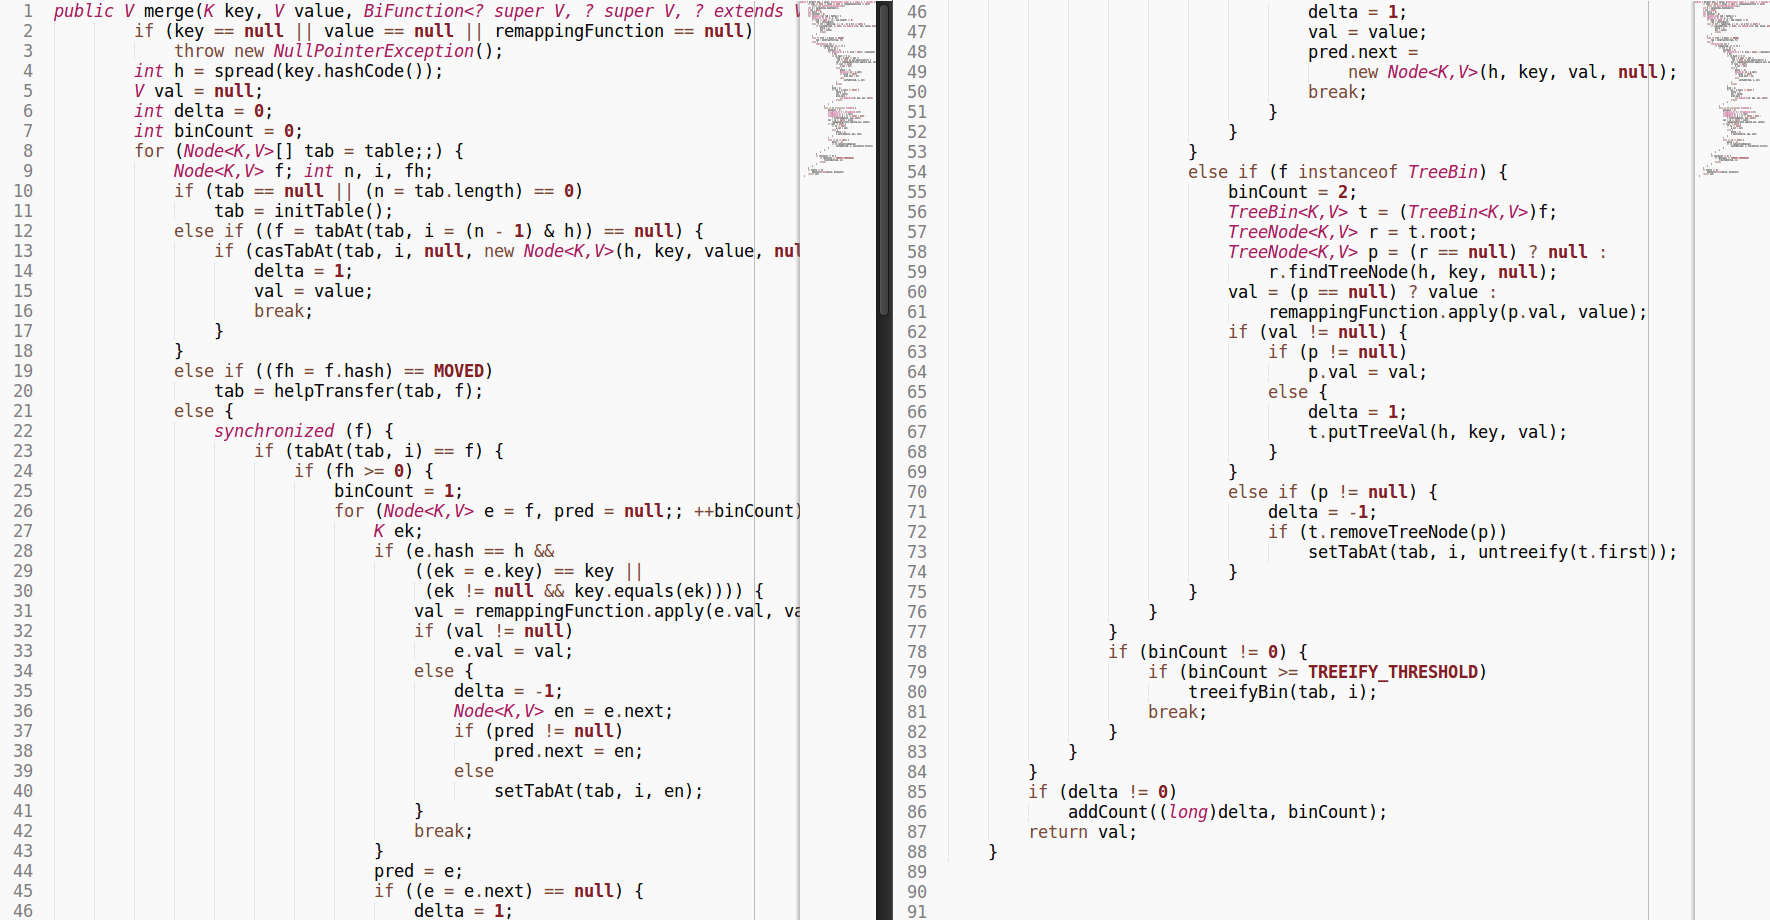 1 public V merge(K key, V value, BiFunction<? super V, ? super V, ? extends
2 if (key == null || value == null || remappingFunction == null)
3 throw new NullPointerException();
4 int h = spread(key.hashCode());
5 V val = null;
6 int delta = 0;
7 int binCount = 0;
8 for (Node<K,V>[] tab = table;;) {
9 Node<K,V> f; int n, i, fh;
10 if (tab == null || (n = tab.length) == 0)
11 tab = initTable();
12 else if ((f = tabAt(tab, i = (n - 1) & h)) == null) {
13 if (casTabAt(tab, i, null, new Node<K,V>(h, key, value, nul
14 delta = 1;
15 val = value;
16 break;
17 }
18 }
19 else if ((fh = f.hash) == MOVED)
20 tab = helpTransfer(tab, f);
21 else {
22 synchronized (f) {
23 if (tabAt(tab, i) == f) {
24 if (fh >= 0) {
25 binCount = 1;
26 for (Node<K,V> e = f, pred = null;; ++binCount)
27 K ek;
28 if (e.hash == h &&
29 ((ek = e.key) == key ||
30 (ek != null && key.equals(ek)))) {
31 val = remappingFunction.apply(e.val, va
32 if (val != null)
33 e.val = val;
34 else {
35 delta = -1;
36 Node<K,V> en = e.next;
37 if (pred != null)
38 pred.next = en;
39 else
40 setTabAt(tab, i, en);
41 }
42 break;
43 }
44 pred = e;
45 if ((e = e.next) == null) {
46 delta = 1;
46 delta = 1;
47 val = value;
48 pred.next =
49 new Node<K,V>(h, key, val, null);
50 break;
51 }
52 }
53 }
54 else if (f instanceof TreeBin) {
55 binCount = 2;
56 TreeBin<K,V> t = (TreeBin<K,V>)f;
57 TreeNode<K,V> r = t.root;
58 TreeNode<K,V> p = (r == null) ? null :
59 r.findTreeNode(h, key, null);
60 val = (p == null) ? value :
61 remappingFunction.apply(p.val, value);
62 if (val != null) {
63 if (p != null)
64 p.val = val;
65 else {
66 delta = 1;
67 t.putTreeVal(h, key, val);
68 }
69 }
70 else if (p != null) {
71 delta = -1;
72 if (t.removeTreeNode(p))
73 setTabAt(tab, i, untreeify(t.first));
74 }
75 }
76 }
77 }
78 if (binCount != 0) {
79 if (binCount >= TREEIFY_THRESHOLD)
80 treeifyBin(tab, i);
81 break;
82 }
83 }
84 }
85 if (delta != 0)
86 addCount((long)delta, binCount);
87 return val;
88 }
89
90
91